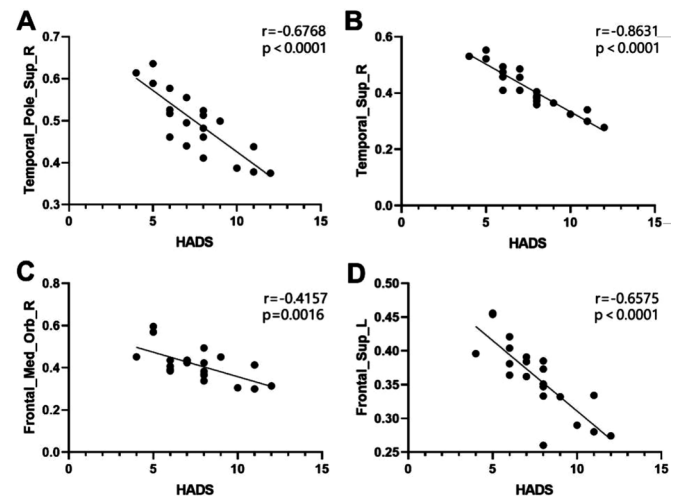 A
r=-0.6768
p < 0.0001
Temporal_Pole_Sup_R
0.7
0.6
0.5
0.4
0.3
0
5
10
15
HADS
B
r=-0.8631
p < 0.0001
Temporal_Sup_R
0.6
0.4
0.2
0.0
0
5
10
15
HADS
C
r=-0.4157
p=0.0016
Frontal_Med_Orb_R
0.8
0.6
0.4
0.2
0.0
0
5
10
15
HADS
D
r=-0.6575
p < 0.0001
Frontal_Sup_L
0.50
0.45
0.40
0.35
0.30
0.25
0
5
10
15
HADS